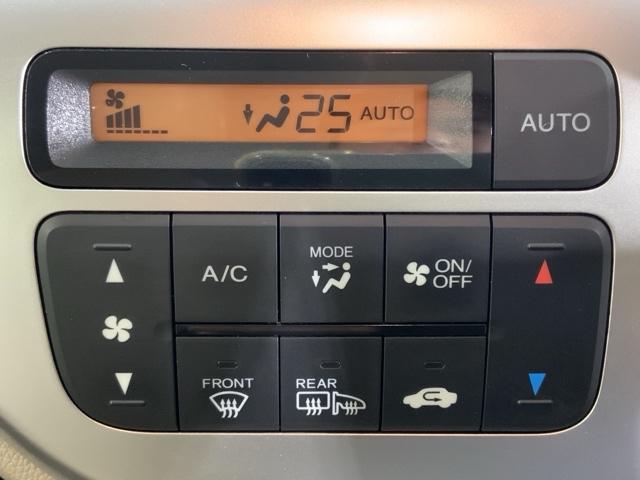 25 AUTO
AUTO
A/C
MODE
ON/
OFF
FRONT
REAR